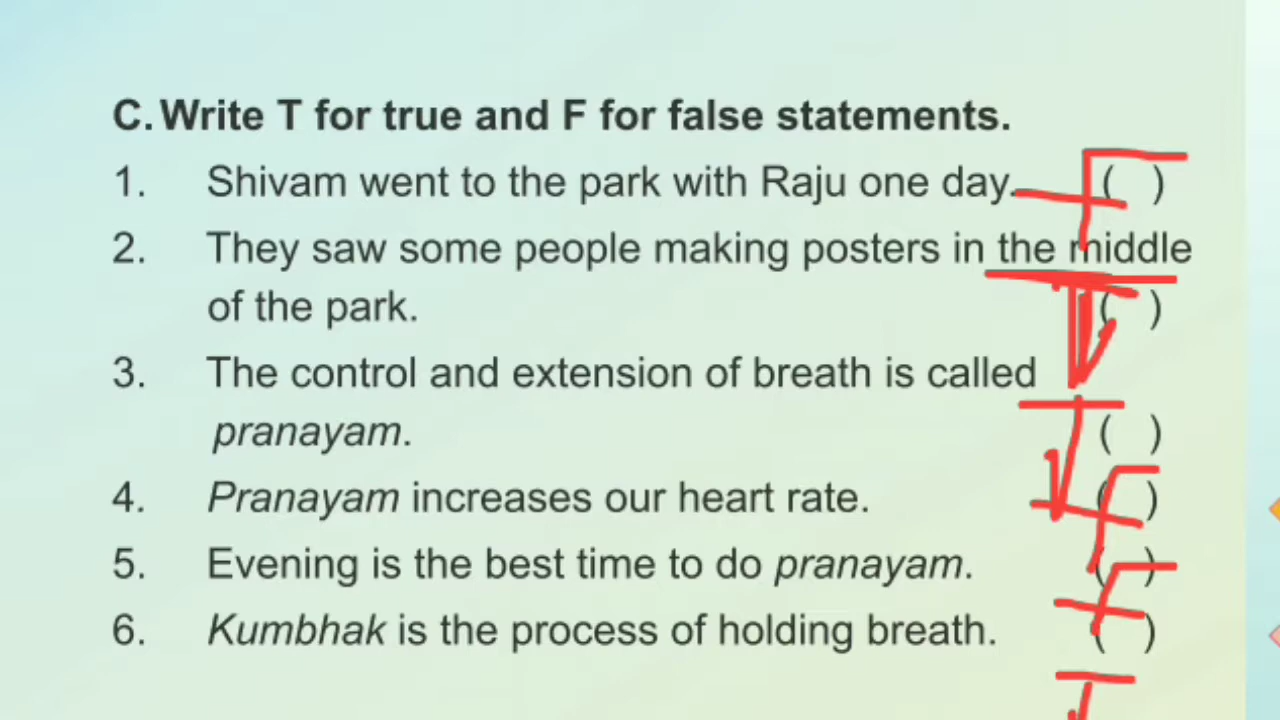 C. Write T for true and F for false statements.
1. Shivam went to the park with Raju one day. ( ) F
2. They saw some people making posters in the middle
of the park. ( ) T
3. The control and extension of breath is called
pranayam. ( ) T
4. Pranayam increases our heart rate. ( ) F
5. Evening is the best time to do pranayam. ( ) F
6. Kumbhak is the process of holding breath. ( ) T